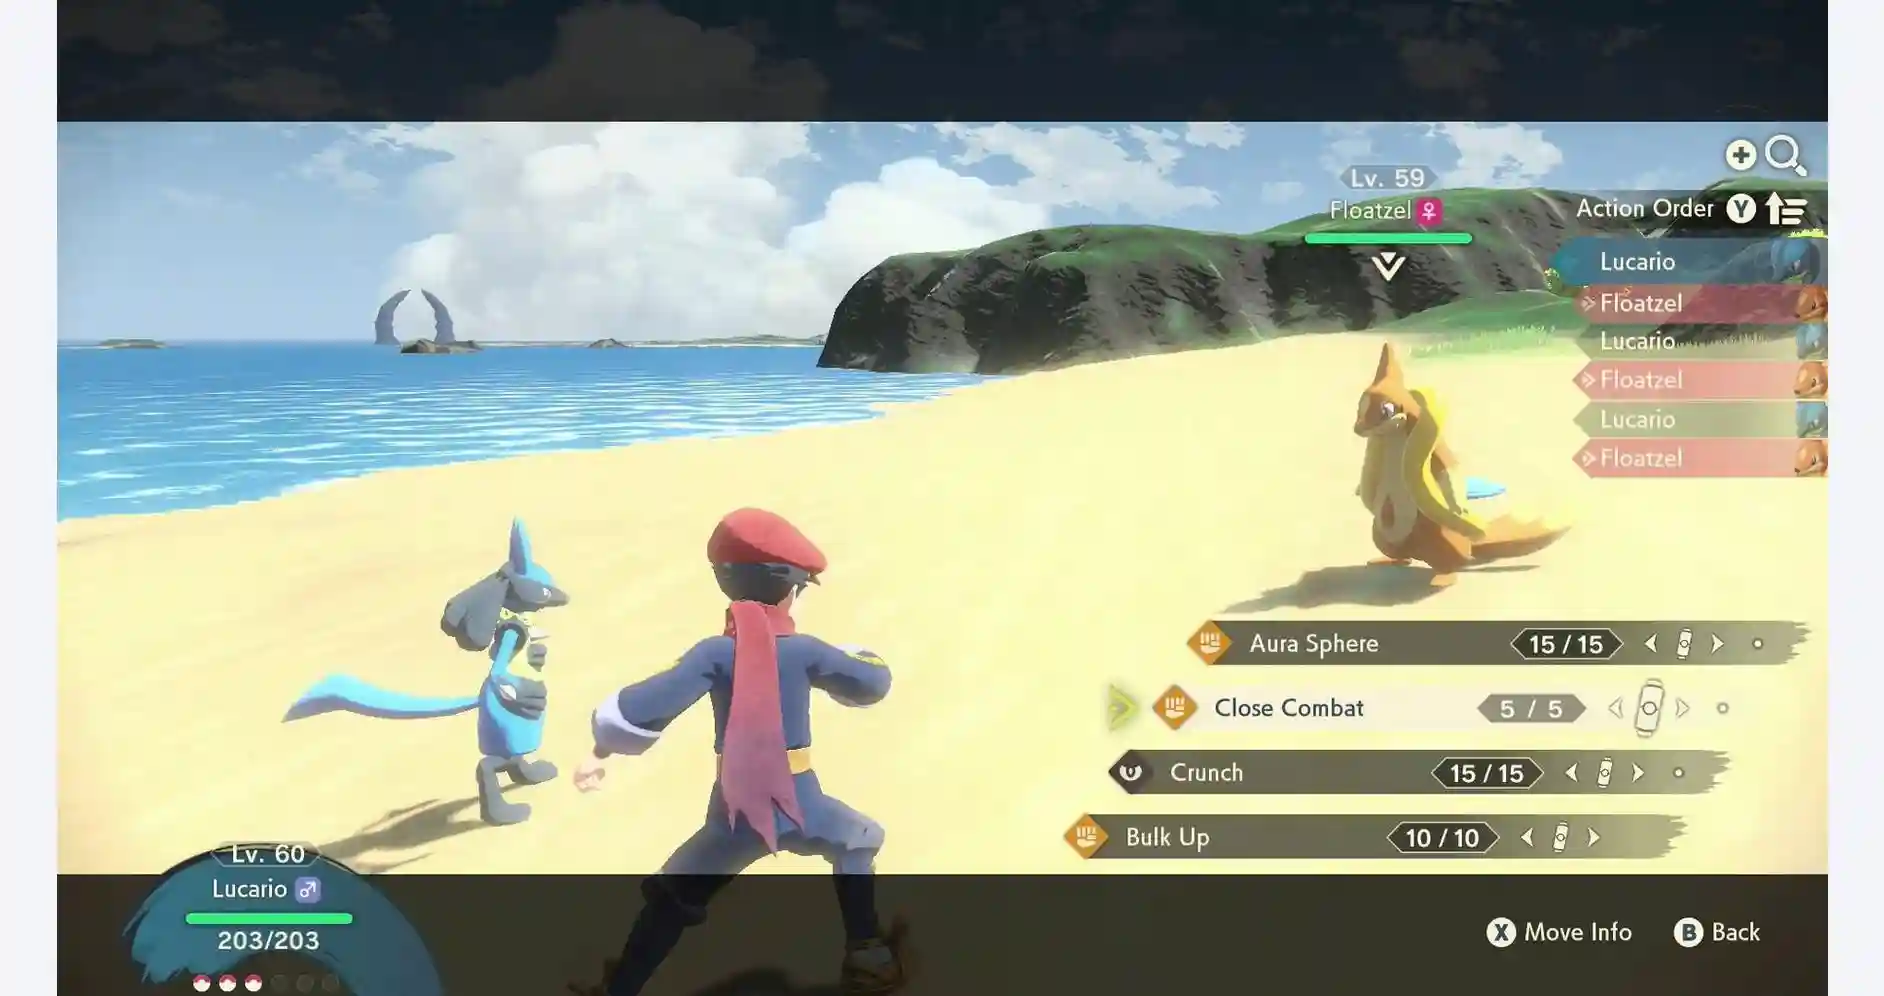 Lv. 59
Floatzel ♀
Action Order Y
Lucario
Floatzel
Lucario
Floatzel
Lucario
Floatzel
Aura Sphere 15 / 15
Close Combat 5 / 5
Crunch 15 / 15
Bulk Up 10 / 10
Lv. 60
Lucario ♂
203/203
X Move Info B Back